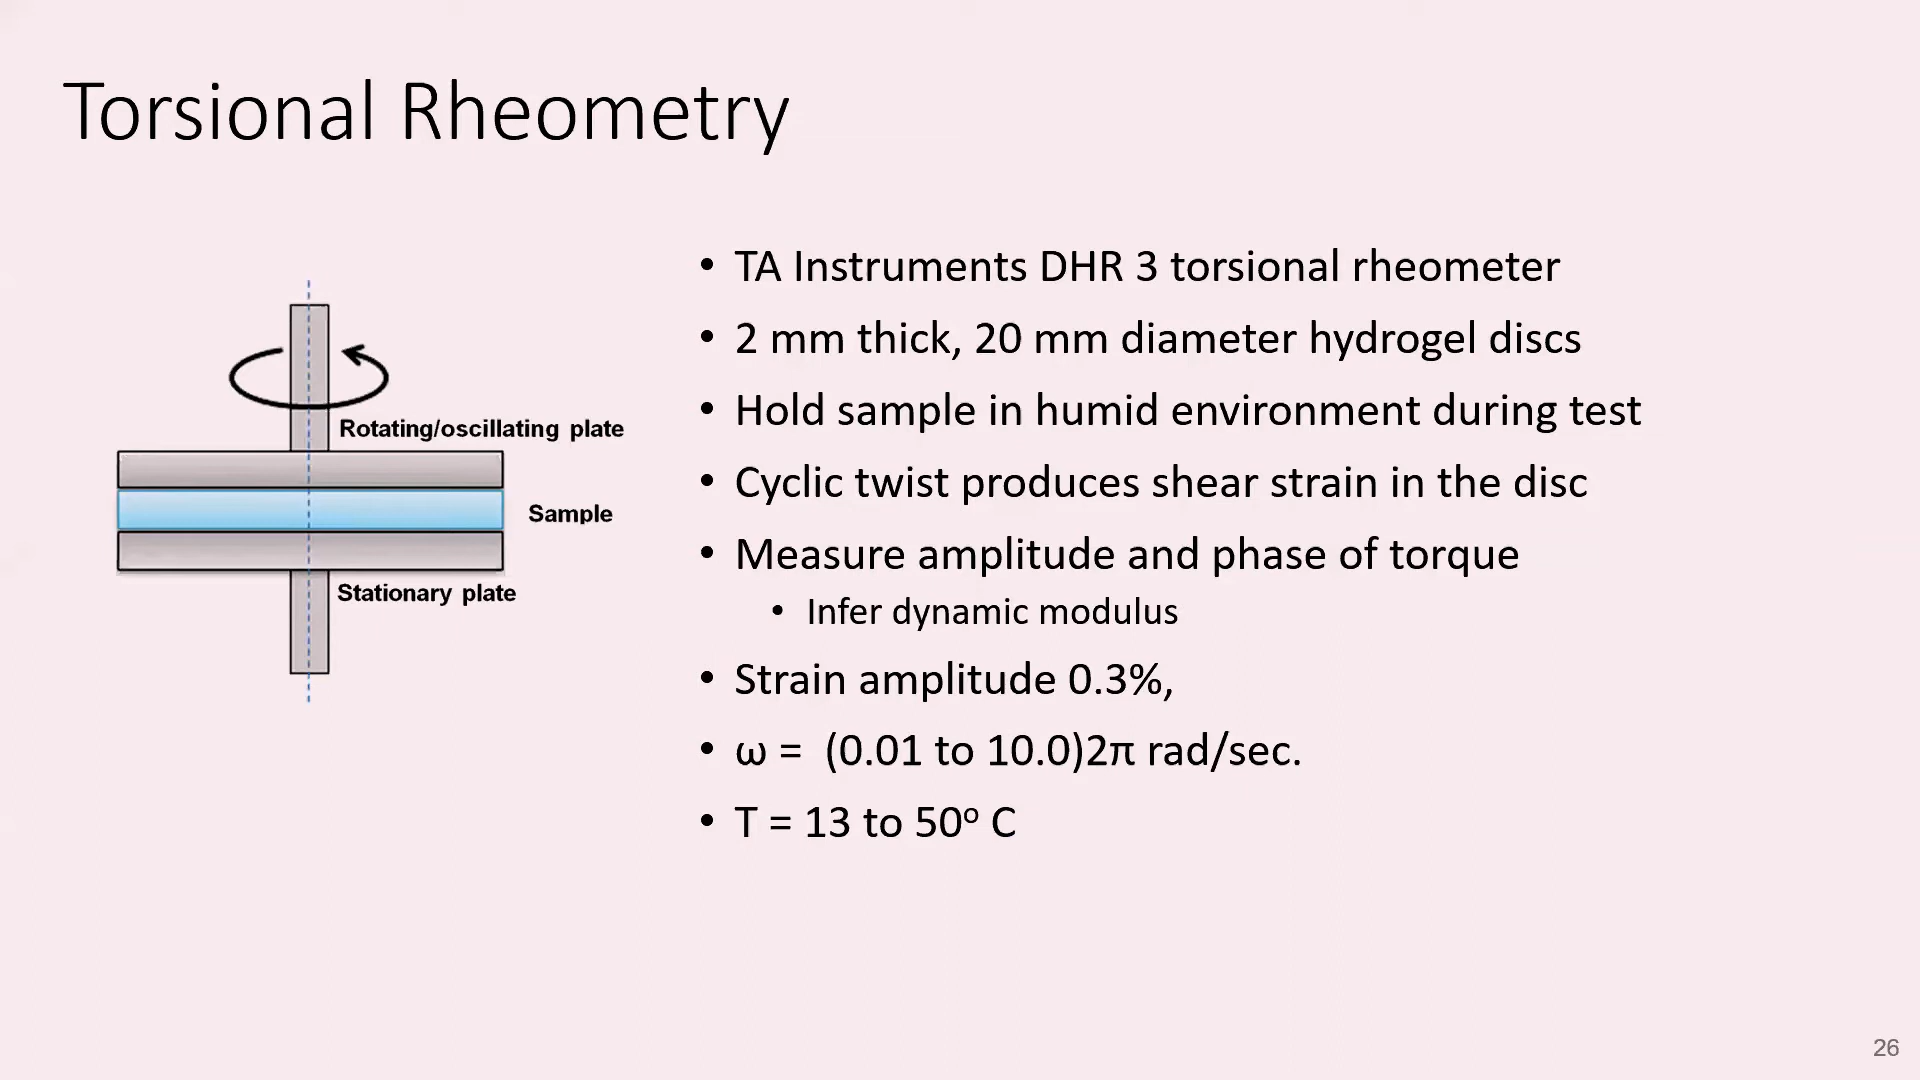 Torsional Rheometry
Rotating/oscillating plate
Sample
Stationary plate
• TA Instruments DHR 3 torsional rheometer
• 2 mm thick, 20 mm diameter hydrogel discs
• Hold sample in humid environment during test
• Cyclic twist produces shear strain in the disc
• Measure amplitude and phase of torque
• Infer dynamic modulus
• Strain amplitude 0.3%,
• ω = (0.01 to 10.0)2π rad/sec.
• T = 13 to 50º C
26